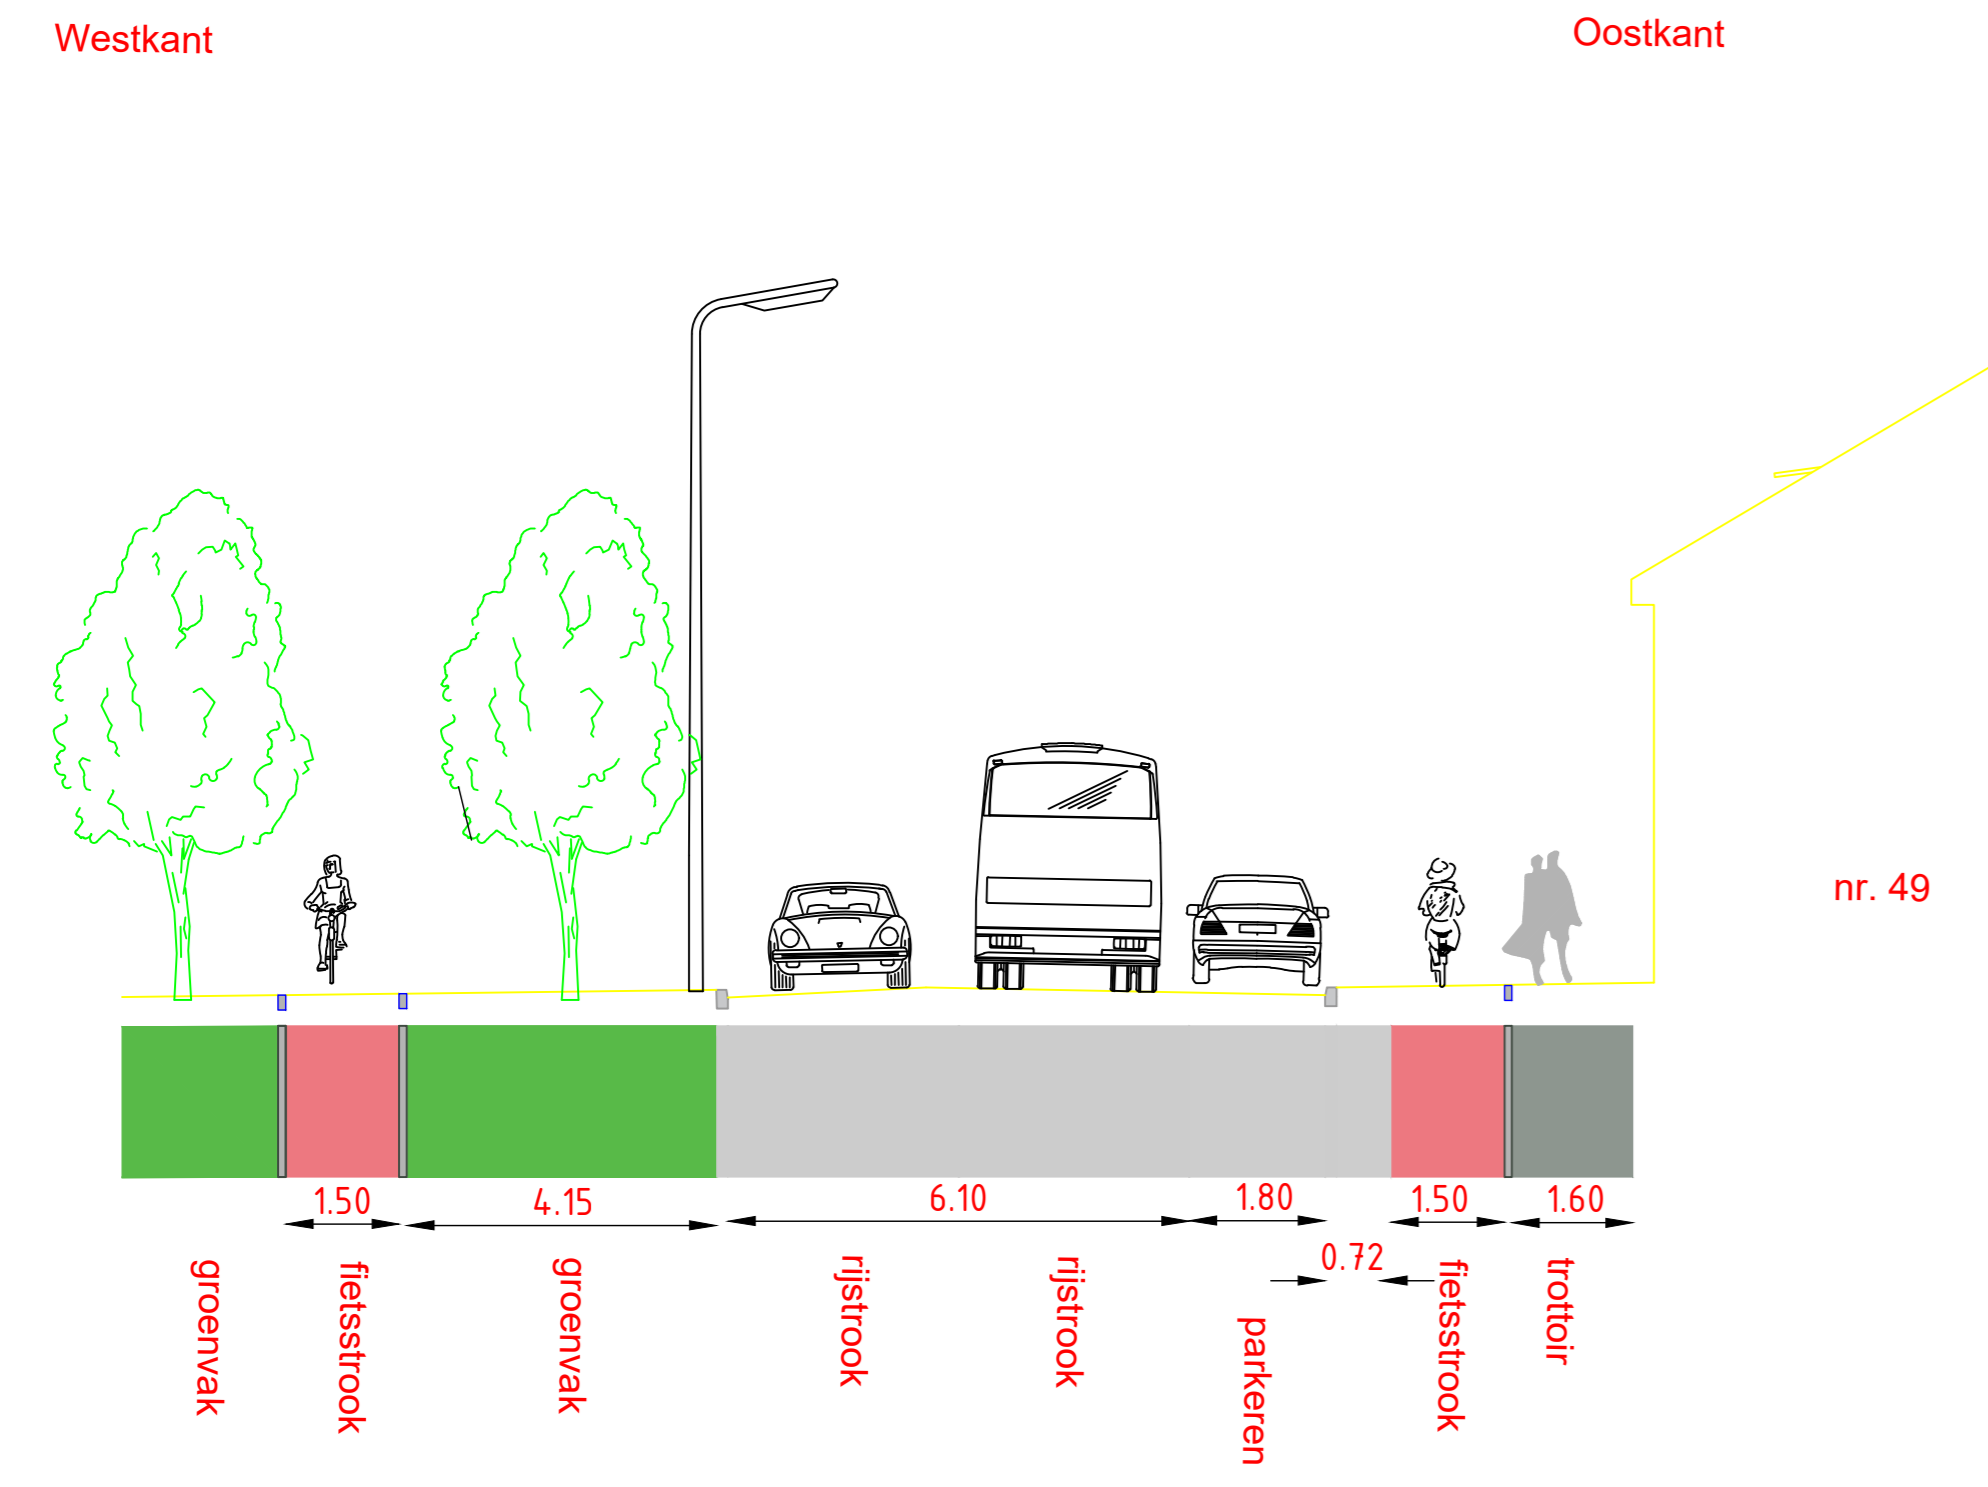 Westkant
Oostkant
nr. 49
1.50
4.15
6.10
1.80
1.50
1.60
0.72
groenvak
fietsstrook
groenvak
rijstrook
rijstrook
parkeren
fietsstrook
trottoir